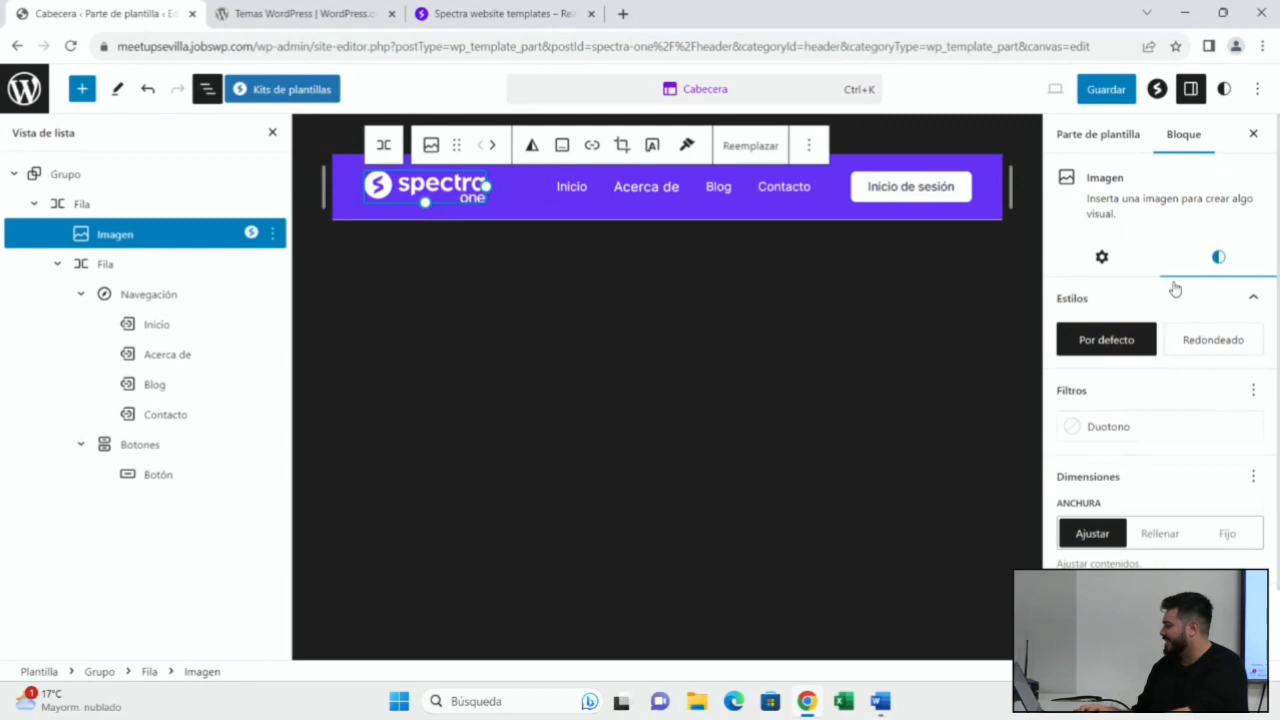 Cabecera ‹ Parte de plantilla ‹ Ed
Temas WordPress | WordPress.o
Spectra website templates – Rea
meetupsevilla.jobswp.com/wp-admin/site-editor.php?postType=wp_template_part&postId=spectra-one%2F%2Fheader&categoryId=header&categoryType=wp_template_part&canvas=edit
Kits de plantillas
Cabecera
Ctrl+K
Guardar
Vista de lista
Grupo
Fila
Imagen
Fila
Navegación
Inicio
Acerca de
Blog
Contacto
Botones
Botón
Reemplazar
spectra
one
Inicio
Acerca de
Blog
Contacto
Inicio de sesión
Parte de plantilla
Bloque
Imagen
Inserta una imagen para crear algo
visual.
Estilos
Por defecto
Redondeado
Filtros
Duotono
Dimensiones
ANCHURA
Ajustar
Rellenar
Fijo
Ajustar contenidos.
Plantilla > Grupo > Fila > Imagen
1
17°C
Mayorm. nublado
Búsqueda